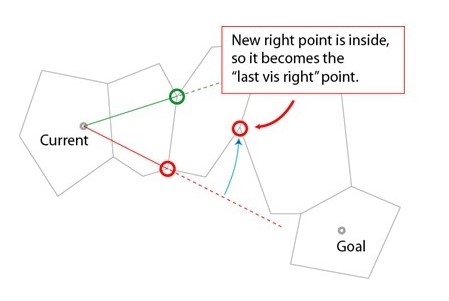 New right point is inside,
so it becomes the
“last vis right” point.
Current
Goal